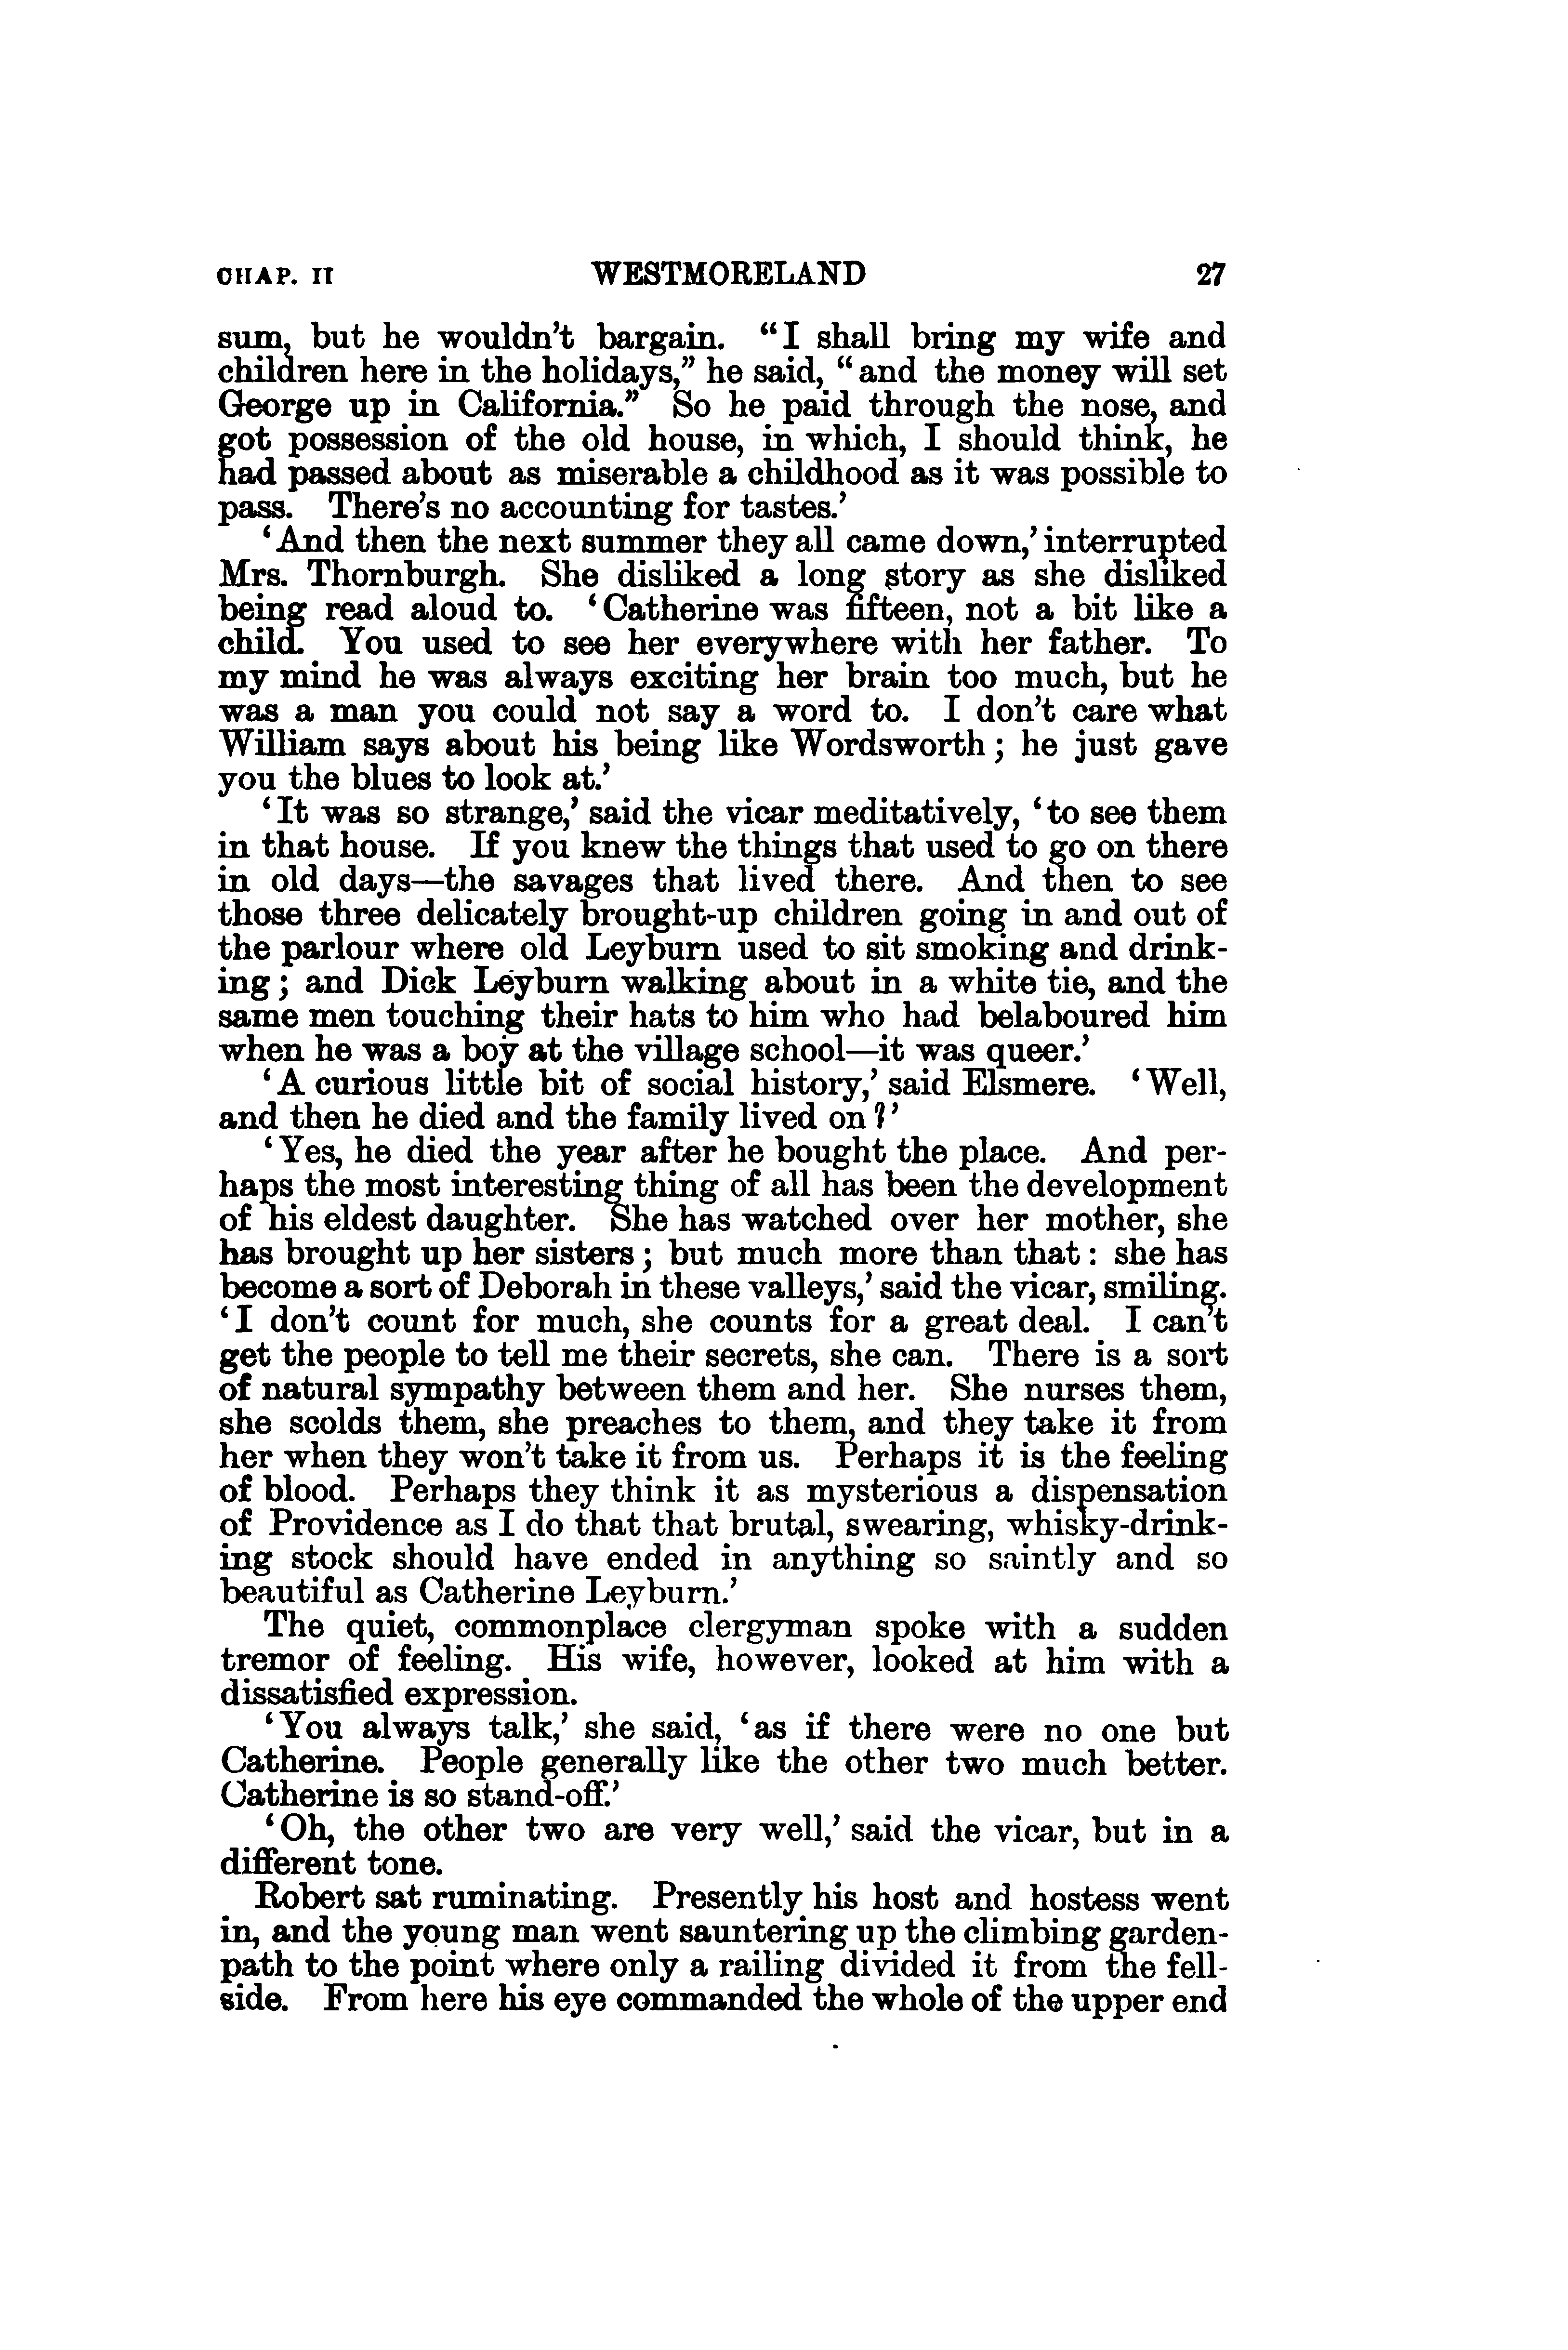 CHAP. II WESTMORELAND 27
sum, but he wouldn't bargain. “I shall bring my wife and
children here in the holidays,” he said, “and the money will set
George up in California.” So he paid through the nose, and
got possession of the old house, in which, I should think, he
had passed about as miserable a childhood as it was possible to
pass. There's no accounting for tastes.’
‘And then the next summer they all came down,’ interrupted
Mrs. Thornburgh. She disliked a long story as she disliked
being read aloud to. ‘Catherine was fifteen, not a bit like a
child. You used to see her everywhere with her father. To
my mind he was always exciting her brain too much, but he
was a man you could not say a word to. I don't care what
William says about his being like Wordsworth; he just gave
you the blues to look at.’
‘It was so strange,’ said the vicar meditatively, ‘to see them
in that house. If you knew the things that used to go on there
in old days—the savages that lived there. And then to see
those three delicately brought-up children going in and out of
the parlour where old Leyburn used to sit smoking and drink-
ing; and Dick Leyburn walking about in a white tie, and the
same men touching their hats to him who had belaboured him
when he was a boy at the village school—it was queer.’
‘A curious little bit of social history,’ said Elsmere. ‘Well,
and then he died and the family lived on?’
‘Yes, he died the year after he bought the place. And per-
haps the most interesting thing of all has been the development
of his eldest daughter. She has watched over her mother, she
has brought up her sisters; but much more than that: she has
become a sort of Deborah in these valleys,’ said the vicar, smiling.
‘I don't count for much, she counts for a great deal. I can't
get the people to tell me their secrets, she can. There is a sort
of natural sympathy between them and her. She nurses them,
she scolds them, she preaches to them, and they take it from
her when they won't take it from us. Perhaps it is the feeling
of blood. Perhaps they think it as mysterious a dispensation
of Providence as I do that that brutal, swearing, whisky-drink-
ing stock should have ended in anything so saintly and so
beautiful as Catherine Leyburn.’
The quiet, commonplace clergyman spoke with a sudden
tremor of feeling. His wife, however, looked at him with a
dissatisfied expression.
‘You always talk,’ she said, ‘as if there were no one but
Catherine. People generally like the other two much better.
Catherine is so stand-off.’
‘Oh, the other two are very well,’ said the vicar, but in a
different tone.
Robert sat ruminating. Presently his host and hostess went
in, and the young man went sauntering up the climbing garden-
path to the point where only a railing divided it from the fell-
side. From here his eye commanded the whole of the upper end